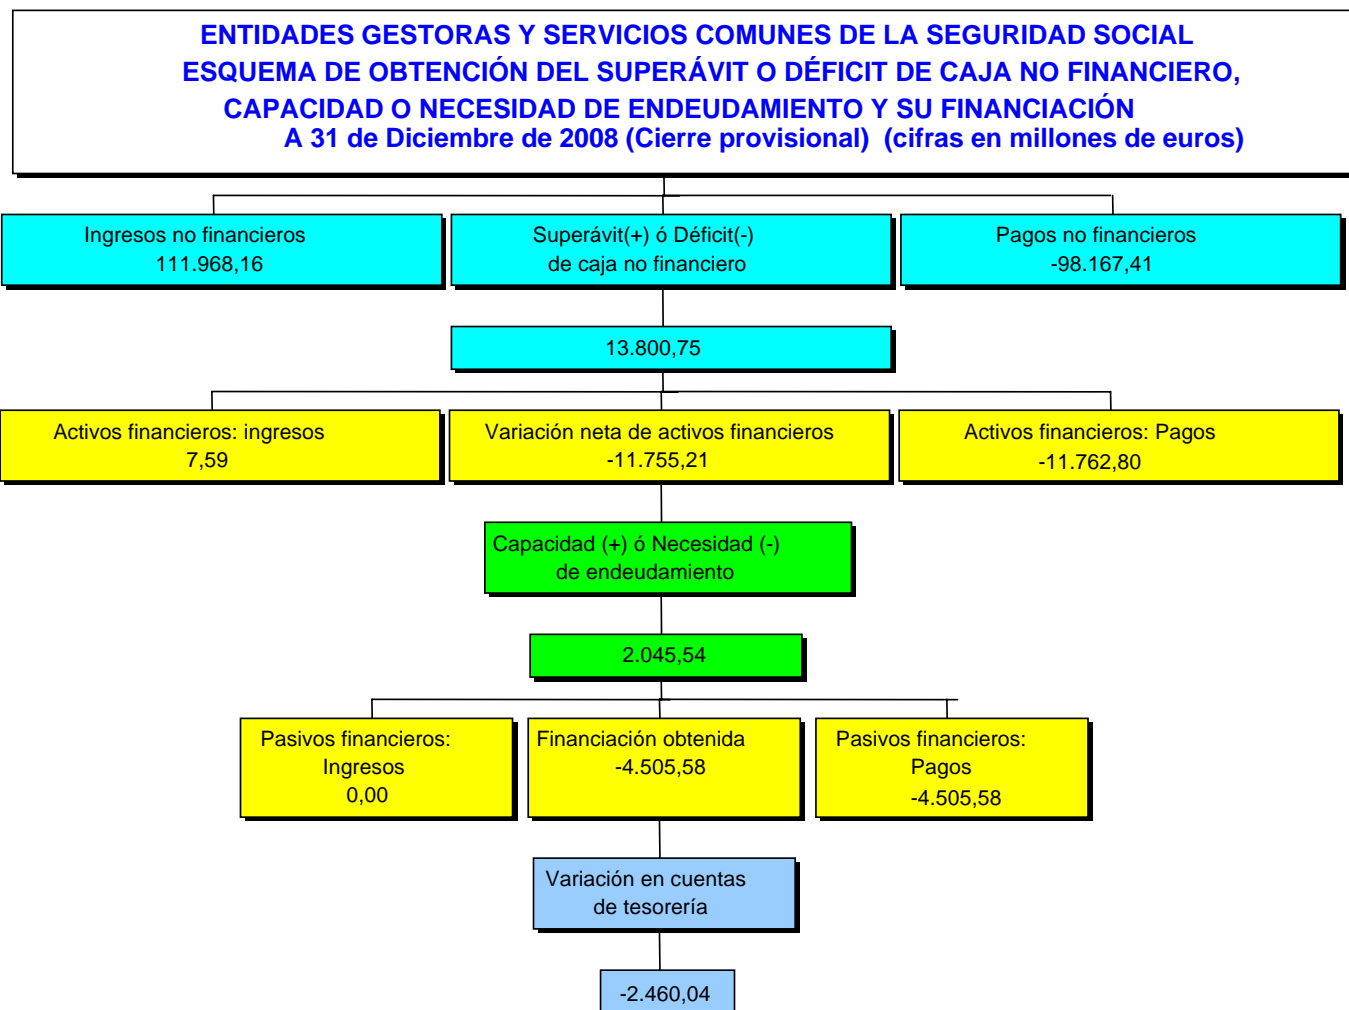 ENTIDADES GESTORAS Y SERVICIOS COMUNES DE LA SEGURIDAD SOCIAL
ESQUEMA DE OBTENCIÓN DEL SUPERÁVIT O DÉFICIT DE CAJA NO FINANCIERO,
CAPACIDAD O NECESIDAD DE ENDEUDAMIENTO Y SU FINANCIACIÓN
A 31 de Diciembre de 2008 (Cierre provisional) (cifras en millones de euros)
Ingresos no financieros
111.968,16
Superávit(+) ó Déficit(-)
de caja no financiero
Pagos no financieros
-98.167,41
13.800,75
Activos financieros: ingresos
7,59
Variación neta de activos financieros
-11.755,21
Activos financieros: Pagos
-11.762,80
Capacidad (+) ó Necesidad (-)
de endeudamiento
2.045,54
Pasivos financieros:
Ingresos
0,00
Financiación obtenida
-4.505,58
Pasivos financieros:
Pagos
-4.505,58
Variación en cuentas
de tesorería
-2.460,04